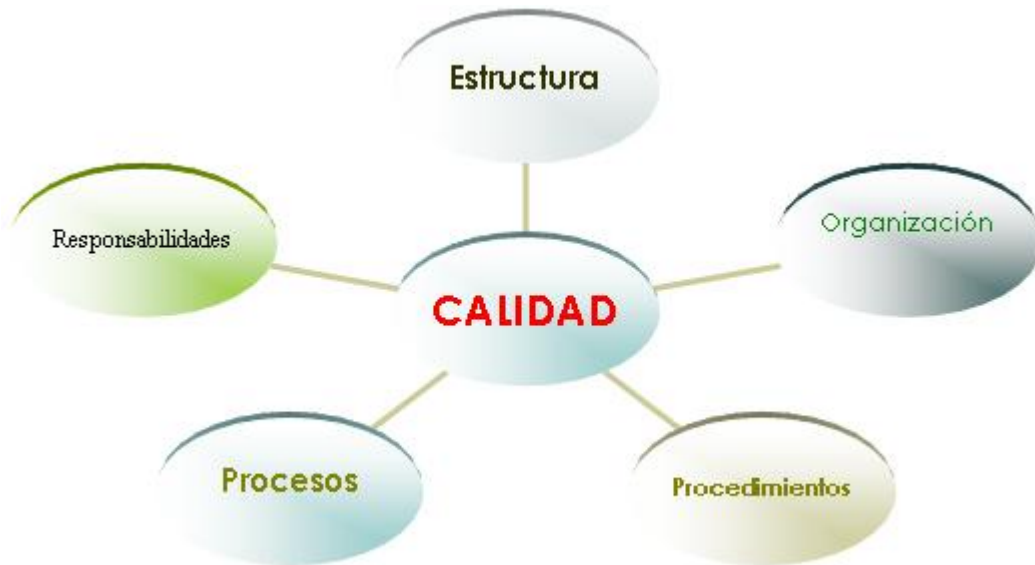 Estructura
Responsabilidades
Organización
CALIDAD
Procesos
Procedimientos